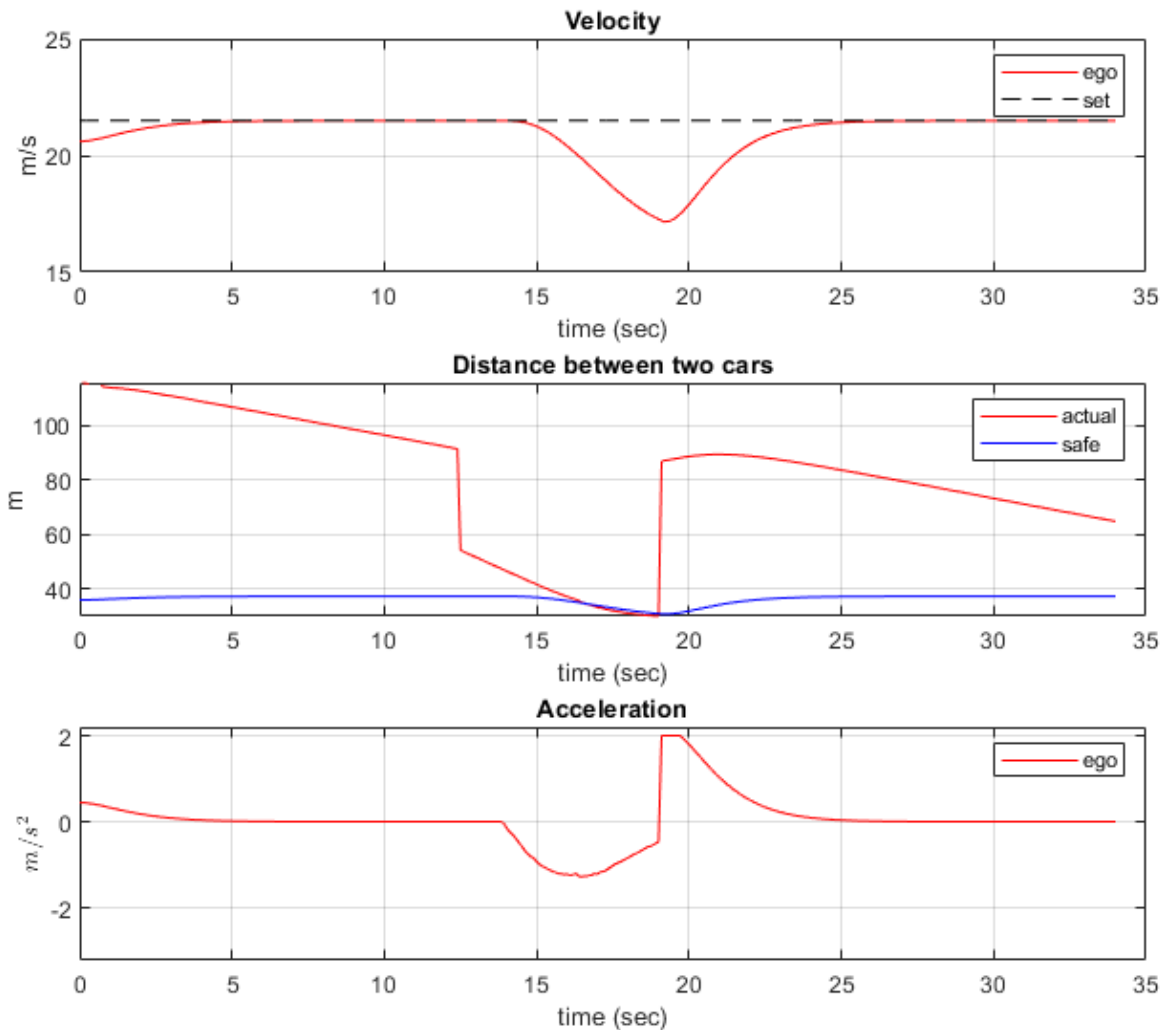 Velocity
25
20
15
m/s
ego
set
0 5 10 15 20 25 30 35
time (sec)
Distance between two cars
100
80
60
40
m
actual
safe
0 5 10 15 20 25 30 35
time (sec)
Acceleration
2
0
-2
m/s²
ego
0 5 10 15 20 25 30 35
time (sec)